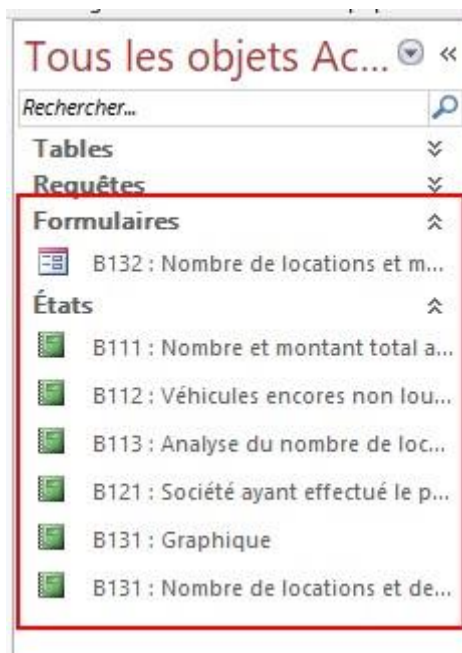 Tous les objets Ac...
Rechercher...
Tables
Requêtes
Formulaires
B132 : Nombre de locations et m...
États
B111 : Nombre et montant total a...
B112 : Véhicules encores non lou...
B113 : Analyse du nombre de loc...
B121 : Société ayant effectué le p...
B131 : Graphique
B131 : Nombre de locations et de...